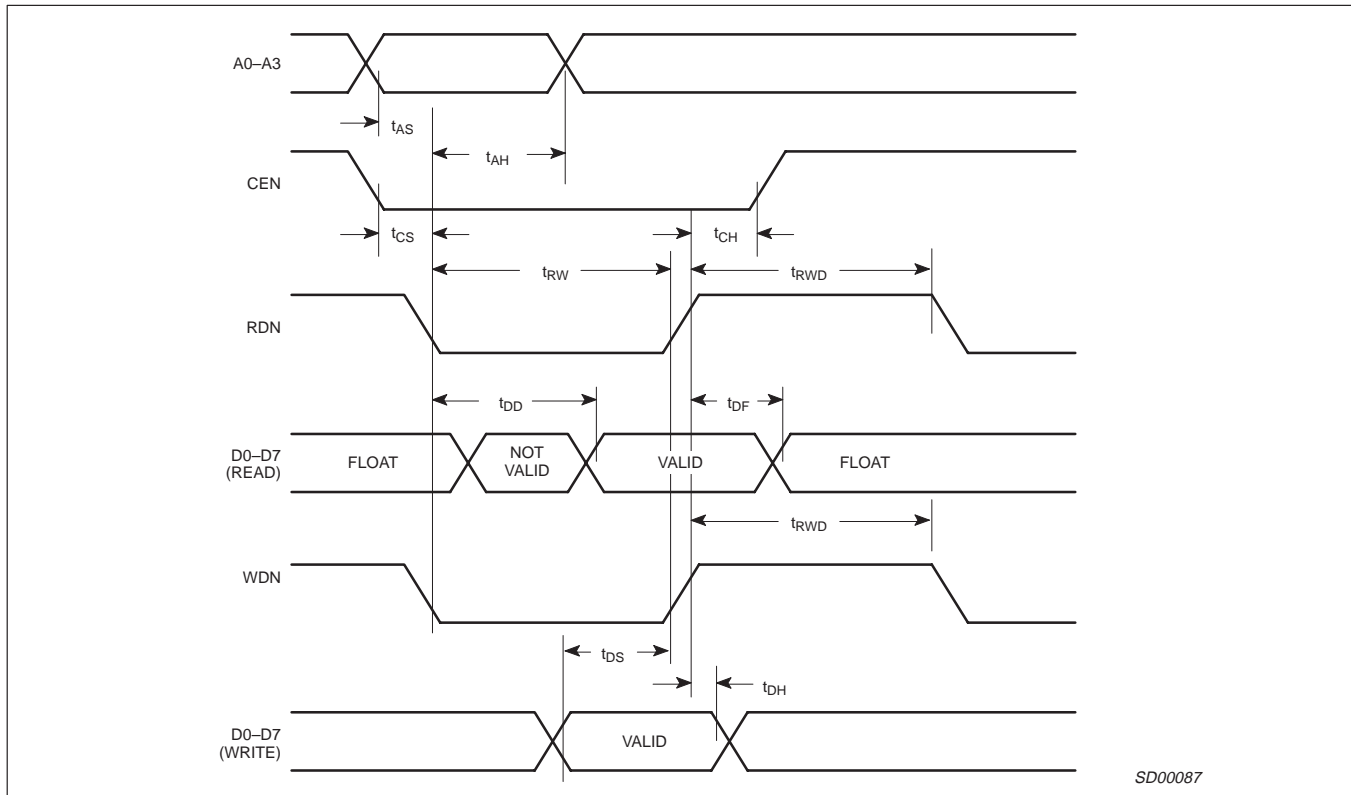 A0–A3
tAS
tAH
CEN
tCS
tCH
tRW
tRWD
RDN
tDD
tDF
D0–D7
(READ)
FLOAT
NOT
VALID
VALID
FLOAT
tRWD
WDN
tDS
tDH
D0–D7
(WRITE)
VALID
SD00087